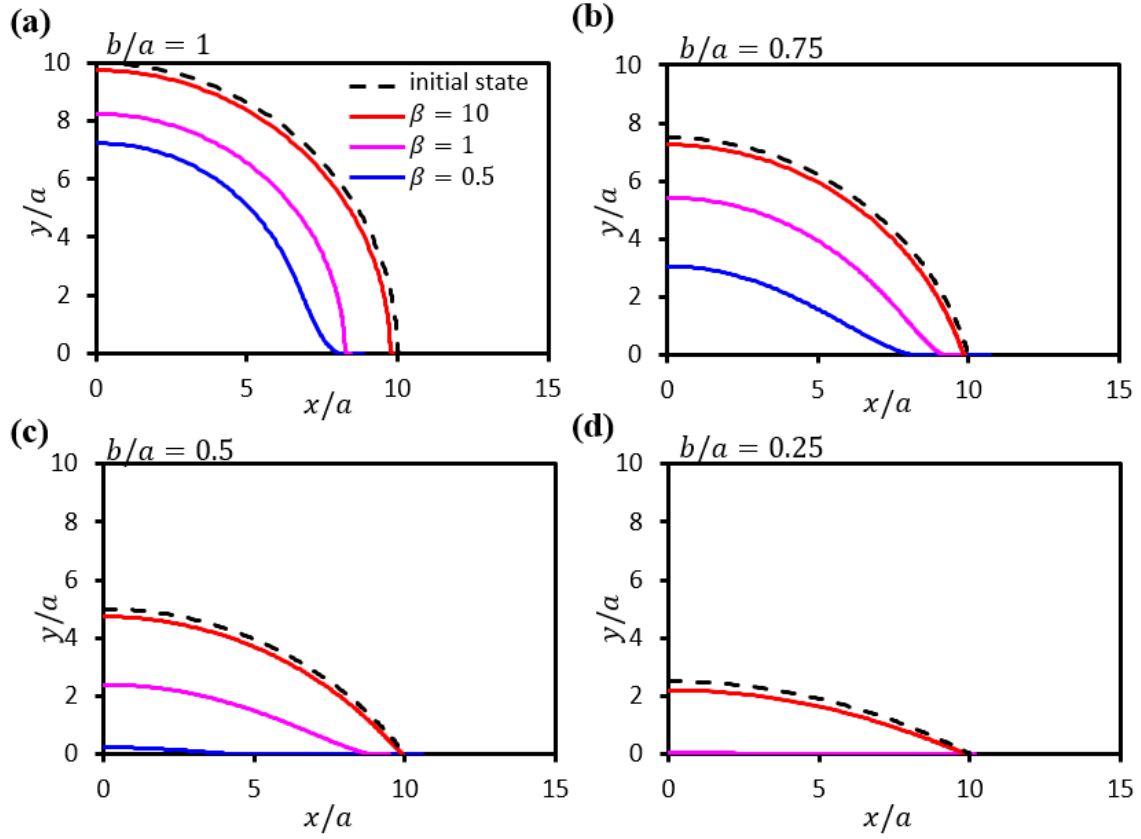 (a)
b/a = 1
10
8
6
4
2
0
y/a
initial state
β = 10
β = 1
β = 0.5
0
5
10
15
x/a
(b)
b/a = 0.75
10
8
6
4
2
0
y/a
0
5
10
15
x/a
(c)
b/a = 0.5
10
8
6
4
2
0
y/a
0
5
10
15
x/a
(d)
b/a = 0.25
10
8
6
4
2
0
y/a
0
5
10
15
x/a